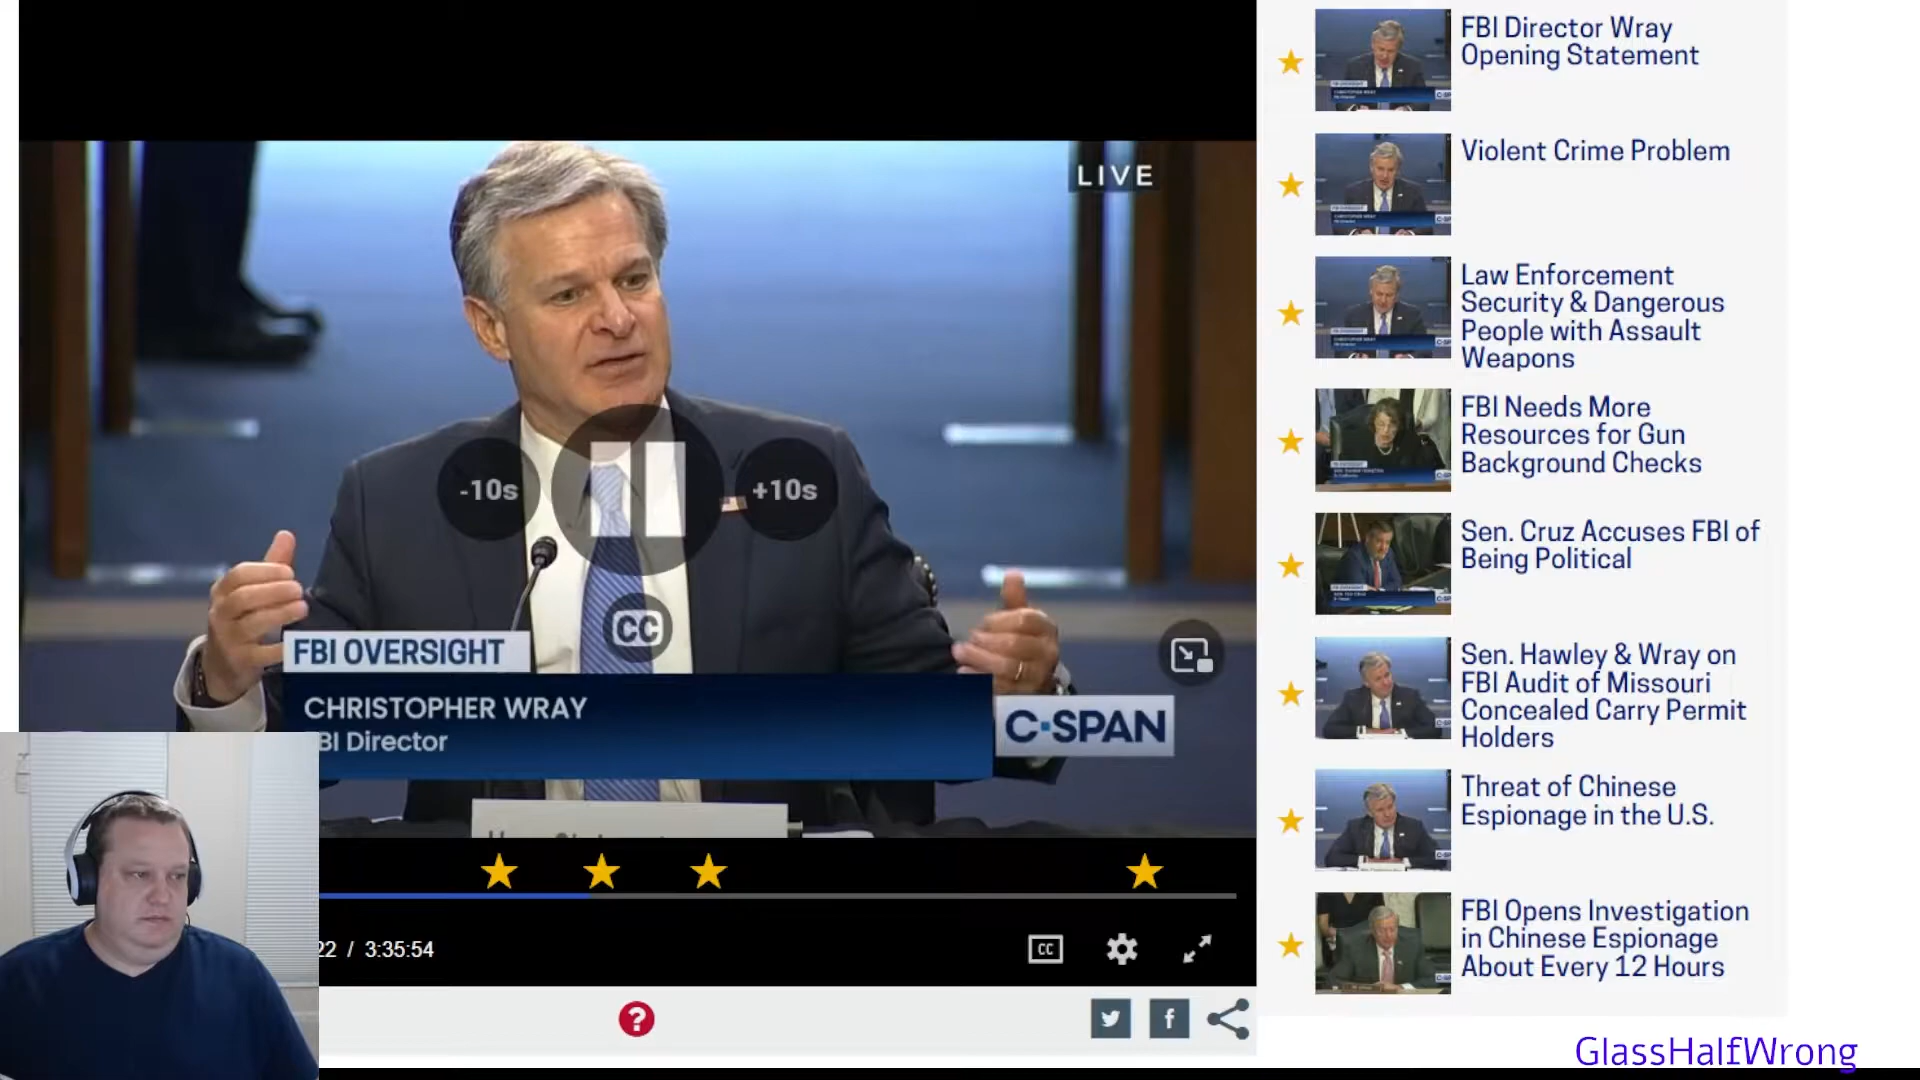 LIVE
-10s
+10s
CC
FBI OVERSIGHT
CHRISTOPHER WRAY
BI Director
C-SPAN
22 / 3:35:54
CC
?
FBI Director Wray
Opening Statement
Violent Crime Problem
Law Enforcement
Security & Dangerous
People with Assault
Weapons
FBI Needs More
Resources for Gun
Background Checks
Sen. Cruz Accuses FBI of
Being Political
Sen. Hawley & Wray on
FBI Audit of Missouri
Concealed Carry Permit
Holders
Threat of Chinese
Espionage in the U.S.
FBI Opens Investigation
in Chinese Espionage
About Every 12 Hours
GlassHalfWrong